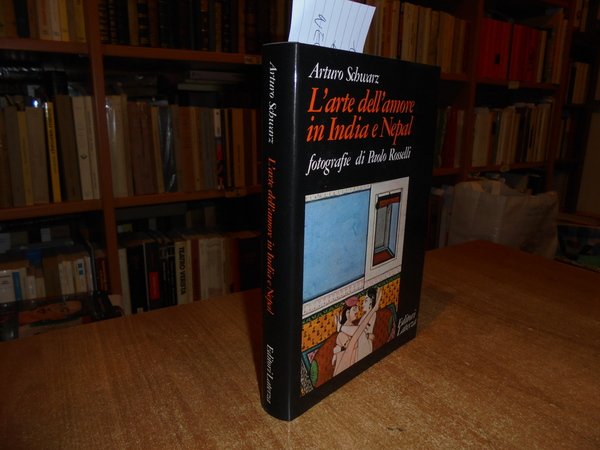 Arturo Schwarz
L'arte dell'amore
in India e Nepal
fotografie di Paolo Rosselli
Editori
Laterza
Arturo Schwarz L'arte dell'amore in India e Nepal Editori Laterza